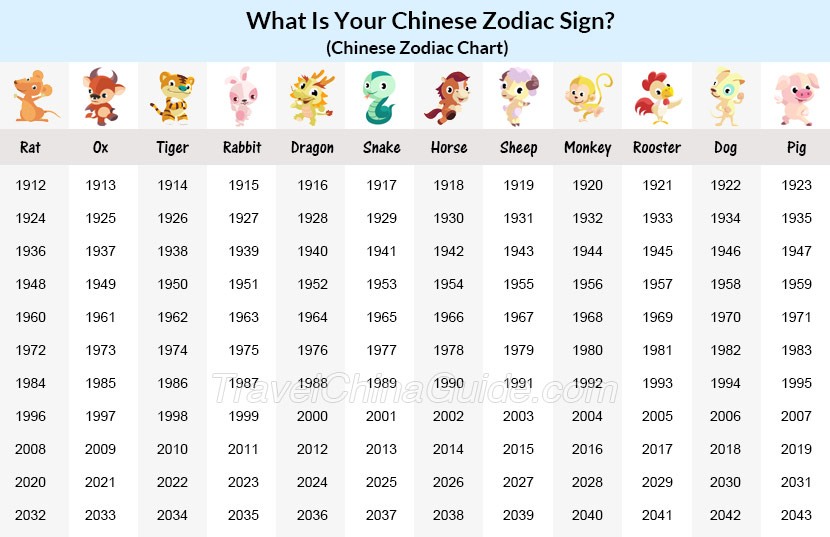 What Is Your Chinese Zodiac Sign?
(Chinese Zodiac Chart)
Rat Ox Tiger Rabbit Dragon Snake Horse Sheep Monkey Rooster Dog Pig
1912 1913 1914 1915 1916 1917 1918 1919 1920 1921 1922 1923
1924 1925 1926 1927 1928 1929 1930 1931 1932 1933 1934 1935
1936 1937 1938 1939 1940 1941 1942 1943 1944 1945 1946 1947
1948 1949 1950 1951 1952 1953 1954 1955 1956 1957 1958 1959
1960 1961 1962 1963 1964 1965 1966 1967 1968 1969 1970 1971
1972 1973 1974 1975 1976 1977 1978 1979 1980 1981 1982 1983
1984 1985 1986 1987 1988 1989 1990 1991 1992 1993 1994 1995
TravelChinaGuide.com
1996 1997 1998 1999 2000 2001 2002 2003 2004 2005 2006 2007
2008 2009 2010 2011 2012 2013 2014 2015 2016 2017 2018 2019
2020 2021 2022 2023 2024 2025 2026 2027 2028 2029 2030 2031
2032 2033 2034 2035 2036 2037 2038 2039 2040 2041 2042 2043